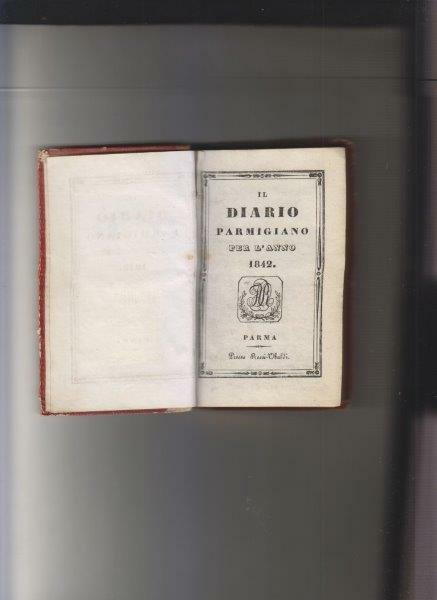 IL
DIARIO
PARMIGIANO
PER L'ANNO
1842.
PARMA
Presso Rossi-Ubaldi.